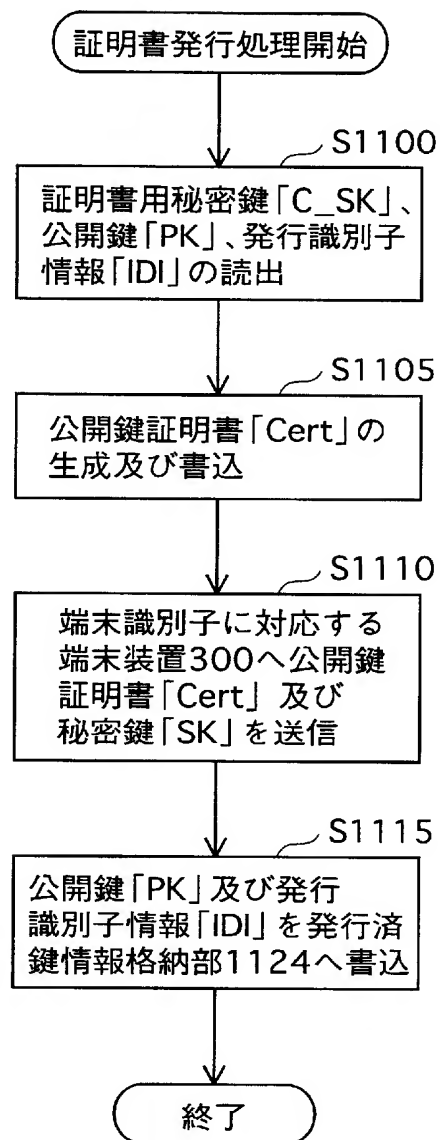 証明書発行処理開始
S1100
証明書用秘密鍵「C_SK」、
公開鍵「PK」、発行識別子
情報「IDI」の読出
S1105
公開鍵証明書「Cert」の
生成及び書込
S1110
端末識別子に対応する
端末装置300へ公開鍵
証明書「Cert」及び
秘密鍵「SK」を送信
S1115
公開鍵「PK」及び発行
識別子情報「IDI」を発行済
鍵情報格納部1124へ書込
終了